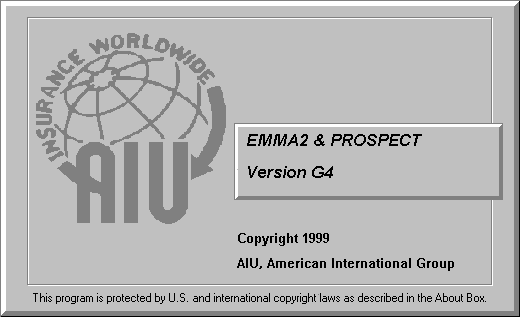 INSURANCE WORLDWIDE
AIU
EMMA2 & PROSPECT
Version G4
Copyright 1999
AIU, American International Group
This program is protected by U.S. and international copyright laws as described in the About Box.